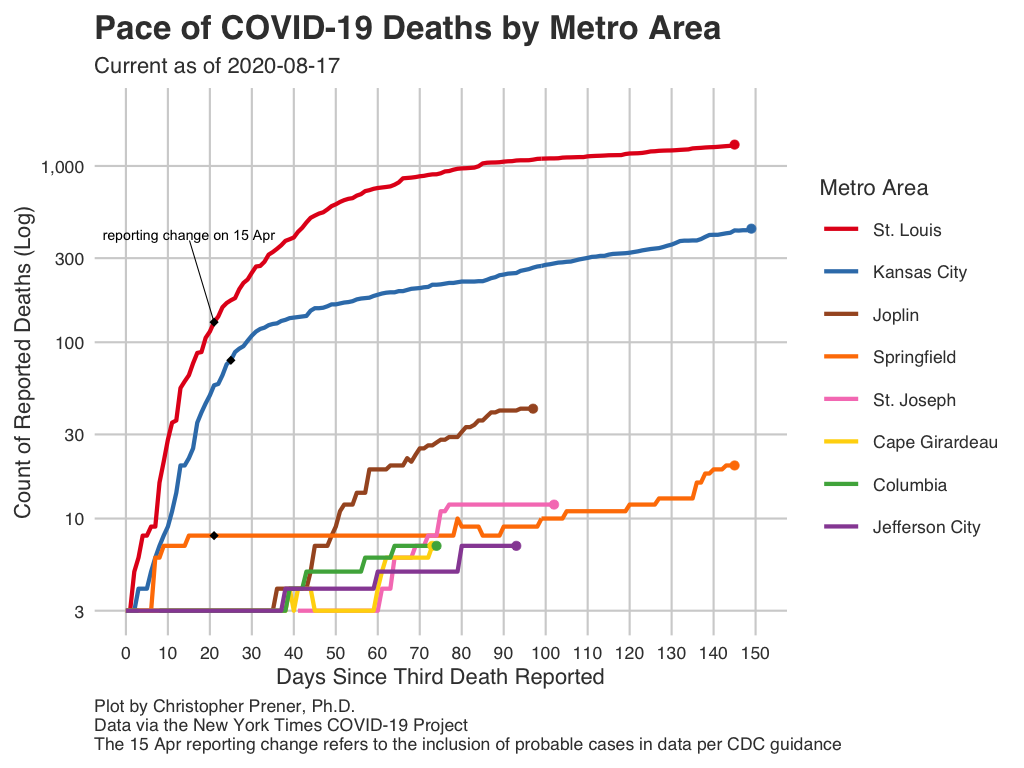 Pace of COVID-19 Deaths by Metro Area
Current as of 2020-08-17
Count of Reported Deaths (Log)
1,000
300
100
30
10
3
reporting change on 15 Apr
0 10 20 30 40 50 60 70 80 90 100 110 120 130 140 150
Days Since Third Death Reported
Metro Area
St. Louis
Kansas City
Joplin
Springfield
St. Joseph
Cape Girardeau
Columbia
Jefferson City
Plot by Christopher Prener, Ph.D.
Data via the New York Times COVID-19 Project
The 15 Apr reporting change refers to the inclusion of probable cases in data per CDC guidance